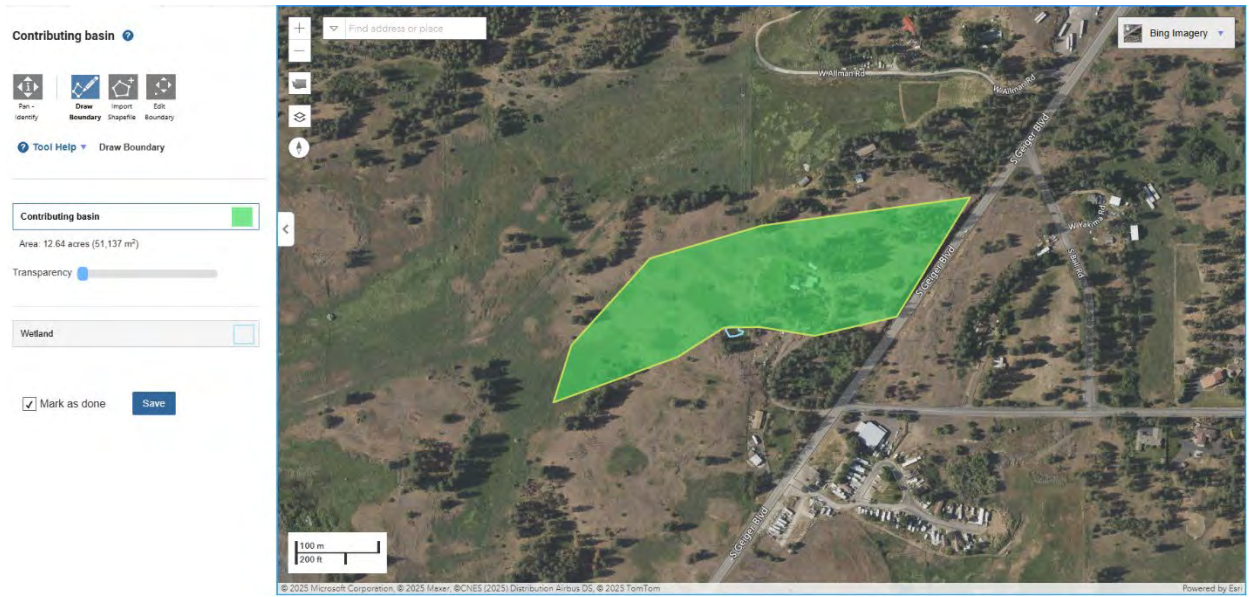 Contributing basin
Pan -
Identify
Draw
Boundary
Import
Shapefile
Edit
Boundary
Tool Help Draw Boundary
Contributing basin
Area: 12.64 acres (51,137 m²)
Transparency
Wetland
Mark as done
Save
Find address or place
Bing Imagery
W Allman Rd
W Allman Rd
S Geiger Blvd
W Yakima Rd
S Ball Rd
S Geiger Blvd
S Geiger Blvd
100 m
200 ft
© 2025 Microsoft Corporation, © 2025 Maxar, ©CNES (2025) Distribution Airbus DS, © 2025 TomTom
Powered by Esri